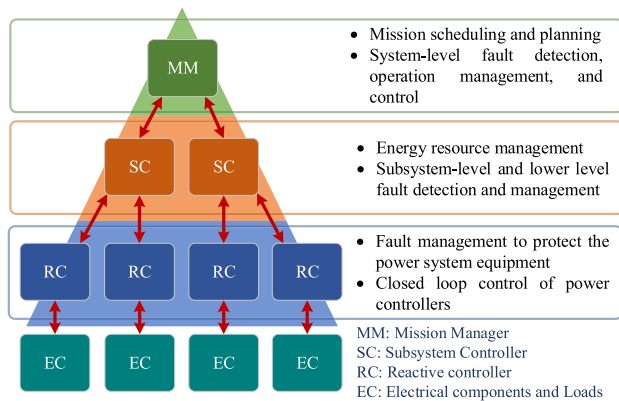 MM
• Mission scheduling and planning
• System-level fault detection,
operation management, and
control
SC
SC
• Energy resource management
• Subsystem-level and lower level
fault detection and management
RC
RC
RC
RC
• Fault management to protect the
power system equipment
• Closed loop control of power
controllers
EC
EC
EC
EC
MM: Mission Manager
SC: Subsystem Controller
RC: Reactive controller
EC: Electrical components and Loads